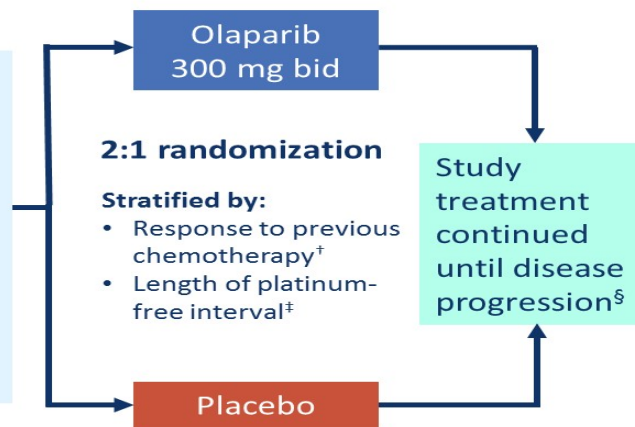 Olaparib
300 mg bid
2:1 randomization
Stratified by:
• Response to previous
chemotherapy†
• Length of platinum-
free interval‡
Study
treatment
continued
until disease
progression§
Placebo